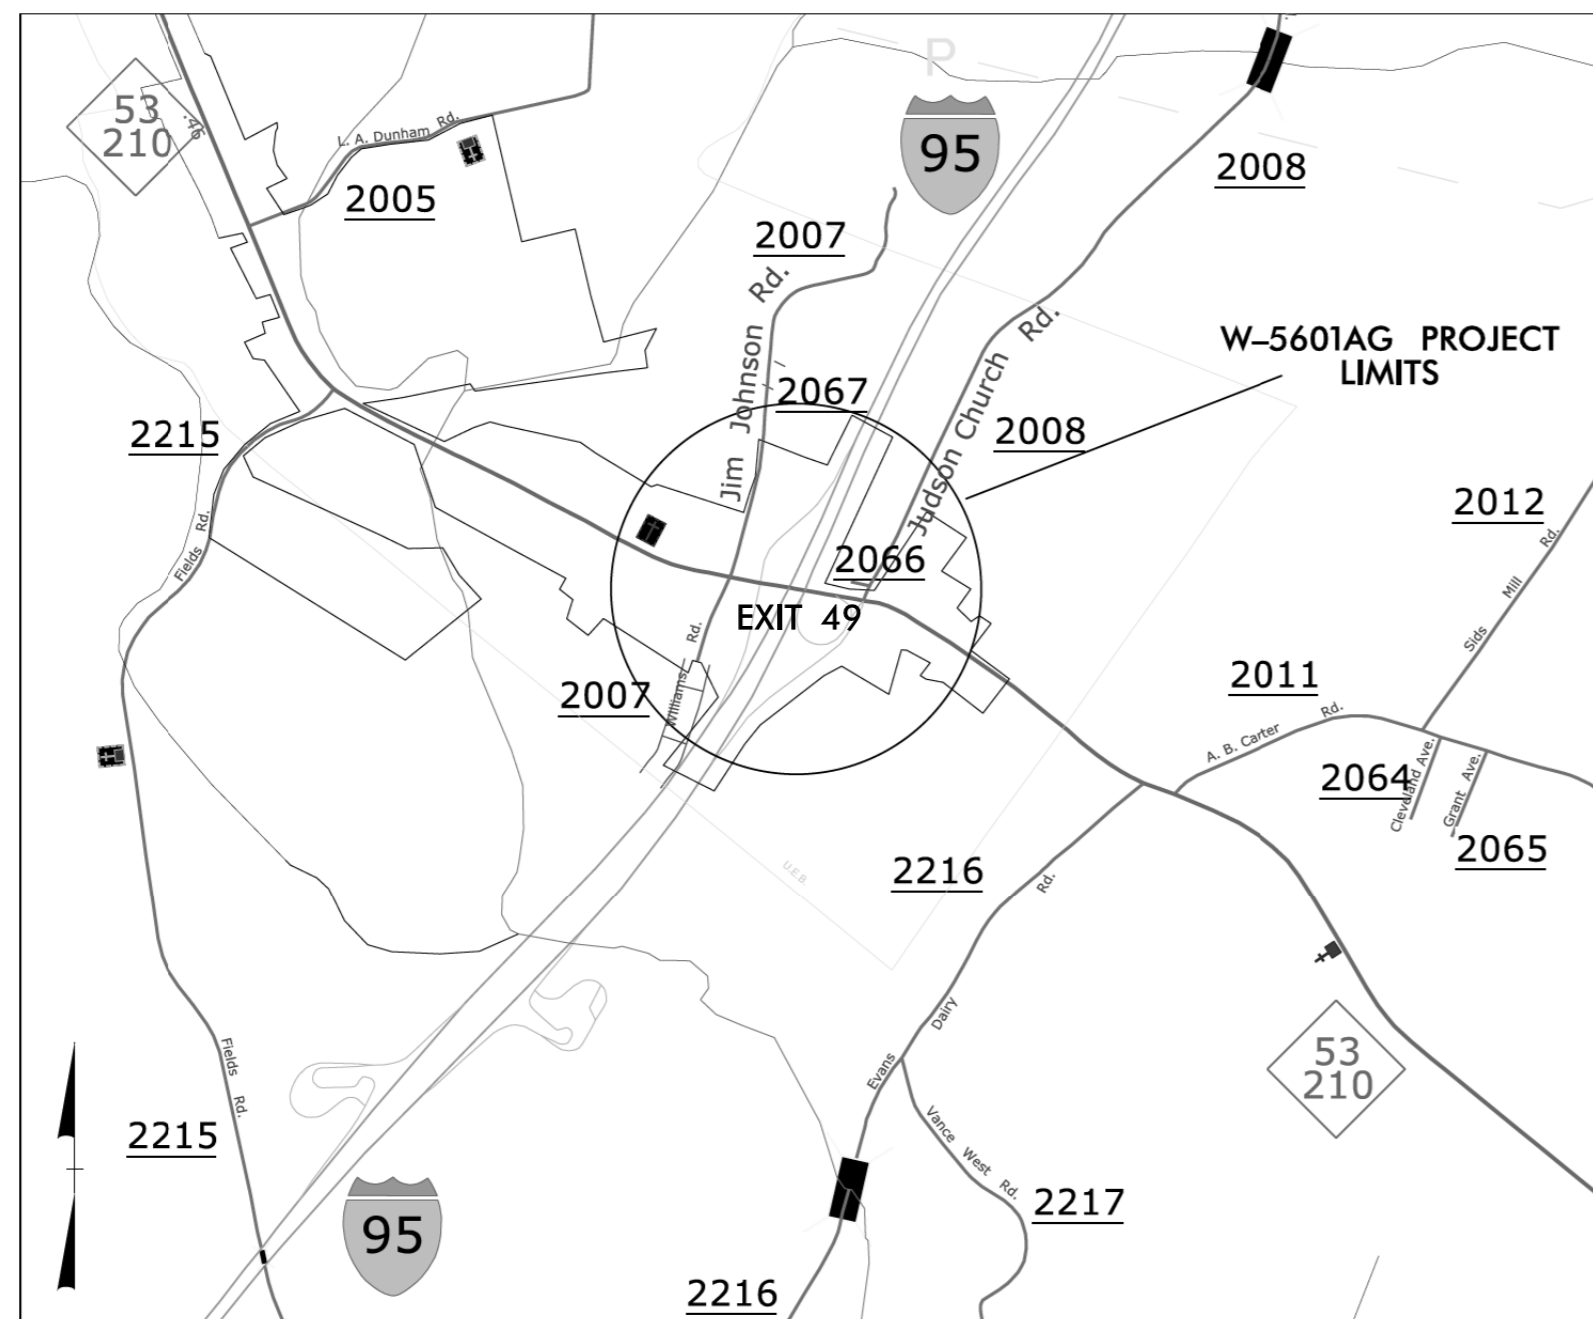 P
53
210
.46
L. A. Dunham Rd.
95
2008
2005
2007
Jim Johnson Rd.
Judson Church Rd.
W–5601AG PROJECT
LIMITS
2067
2215
2008
2012
Fields Rd.
2066
EXIT 49
Sids Mill Rd.
Williams Rd.
2007
2011
A. B. Carter Rd.
2064
Cleveland Ave.
Grant Ave.
2065
U.E.B.
2216
Evans Dairy Rd.
53
210
Fields Rd.
2215
Vance West Rd.
2217
95
2216